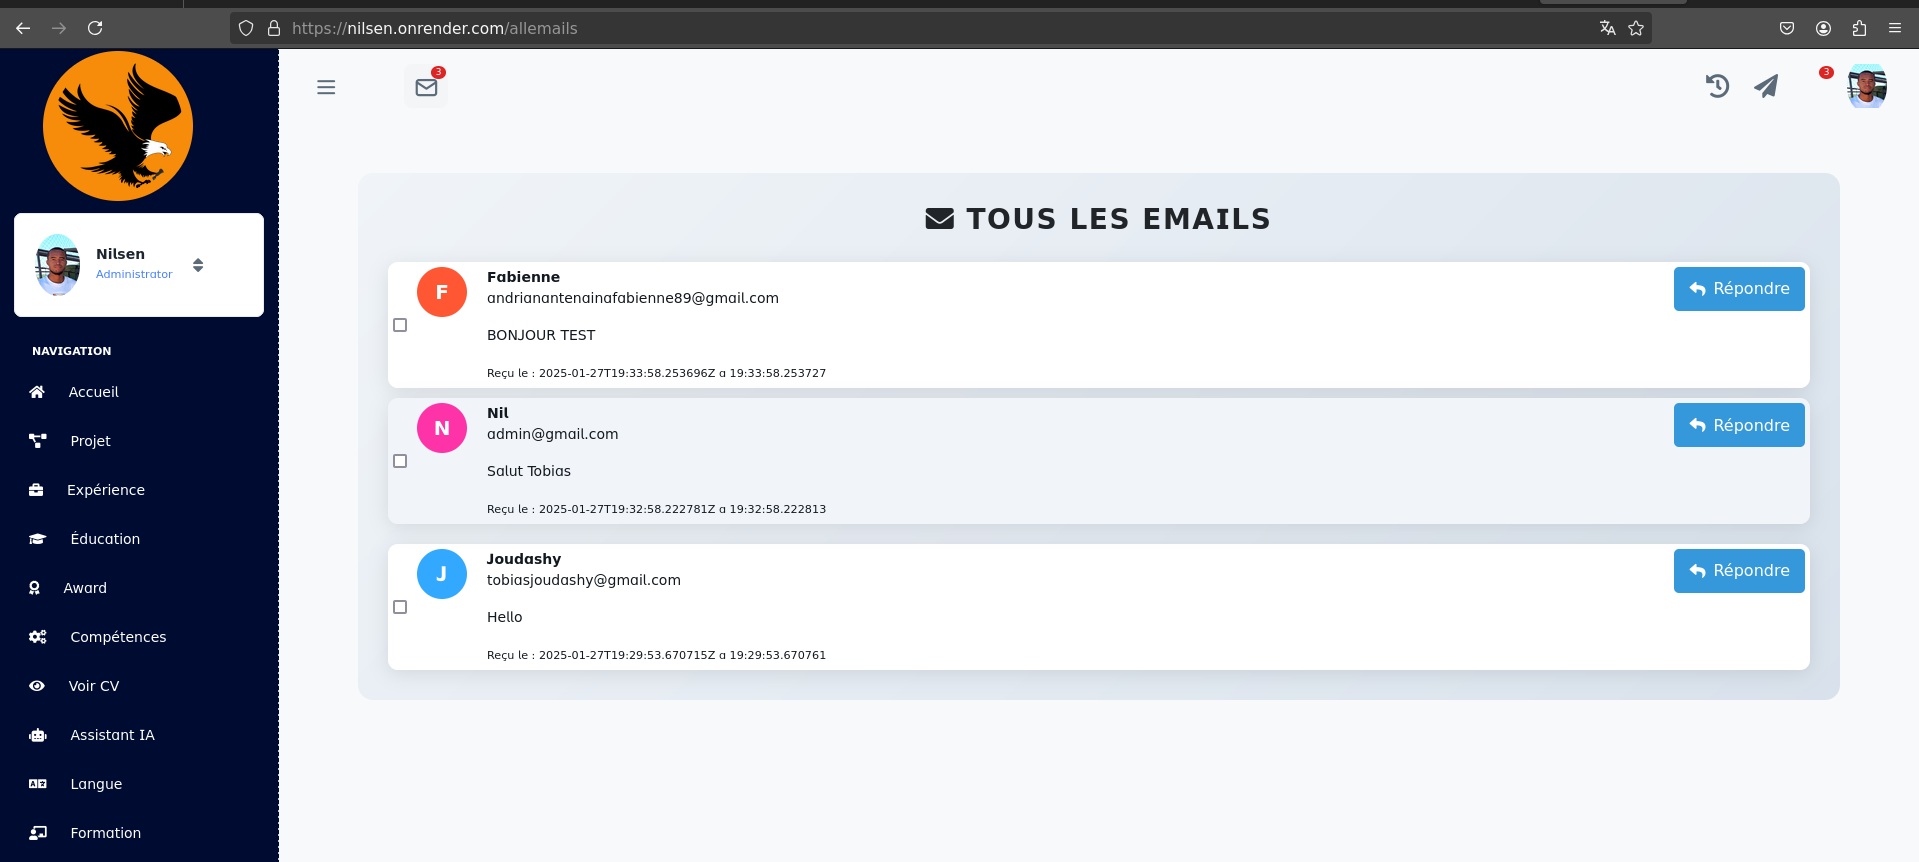 https://nilsen.onrender.com/allemails
3
3
Nilsen
Administrator
NAVIGATION
Accueil
Projet
Expérience
Éducation
Award
Compétences
Voir CV
Assistant IA
Langue
Formation
TOUS LES EMAILS
F
Fabienne
andrianantenainafabienne89@gmail.com
Répondre
BONJOUR TEST
Reçu le : 2025-01-27T19:33:58.253696Z a 19:33:58.253727
N
Nil
admin@gmail.com
Répondre
Salut Tobias
Reçu le : 2025-01-27T19:32:58.222781Z a 19:32:58.222813
J
Joudashy
tobiasjoudashy@gmail.com
Répondre
Hello
Reçu le : 2025-01-27T19:29:53.670715Z a 19:29:53.670761